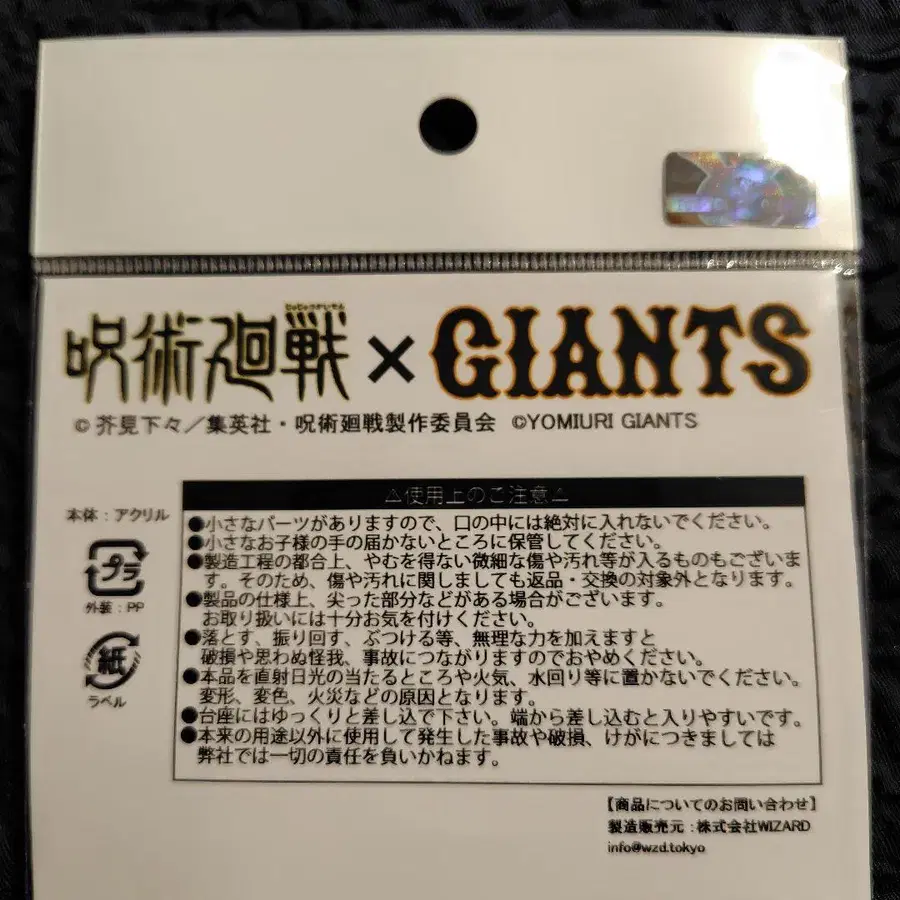 じゅじゅつかいせん
呪術廻戦×GIANTS
©芥見下々／集英社・呪術廻戦製作委員会 ©YOMIURI GIANTS
⚠使用上のご注意⚠
本体：アクリル
プラ
外装：PP
紙
ラベル
●小さなパーツがありますので、口の中には絶対に入れないでください。
●小さなお子様の手の届かないところに保管してください。
●製造工程の都合上、やむを得ない微細な傷や汚れ等が入るものもございま
す。そのため、傷や汚れに関しましても返品・交換の対象外となります。
●製品の仕様上、尖った部分などがある場合がございます。
お取り扱いには十分お気を付けください。
●落とす、振り回す、ぶつける等、無理な力を加えますと
破損や思わぬ怪我、事故につながりますのでおやめください。
●本品を直射日光の当たるところや火気、水回り等に置かないでください。
変形、変色、火災などの原因となります。
●台座にはゆっくりと差し込で下さい。端から差し込むと入りやすいです。
●本来の用途以外に使用して発生した事故や破損、けがにつきましては
弊社では一切の責任を負いかねます。
【商品についてのお問い合わせ】
製造販売元：株式会社WIZARD
info@wzd.tokyo